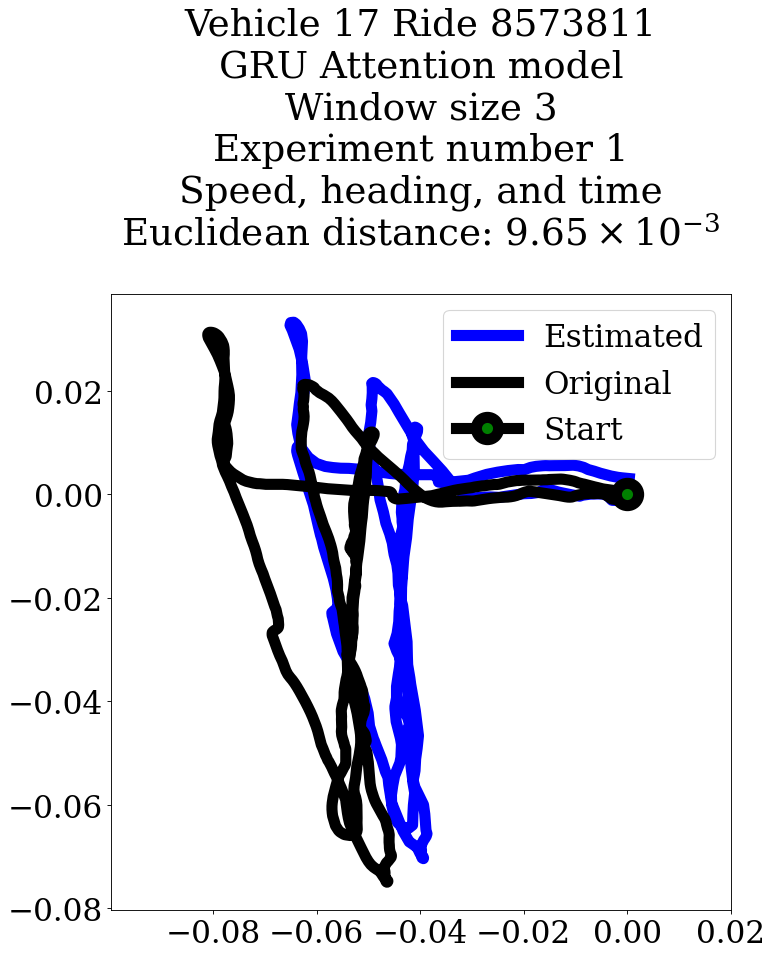 Vehicle 17 Ride 8573811
GRU Attention model
Window size 3
Experiment number 1
Speed, heading, and time
Euclidean distance: 9.65 × 10⁻³
Estimated
Original
Start
0.02
0.00
−0.02
−0.04
−0.06
−0.08
−0.08 −0.06 −0.04 −0.02 0.00 0.02